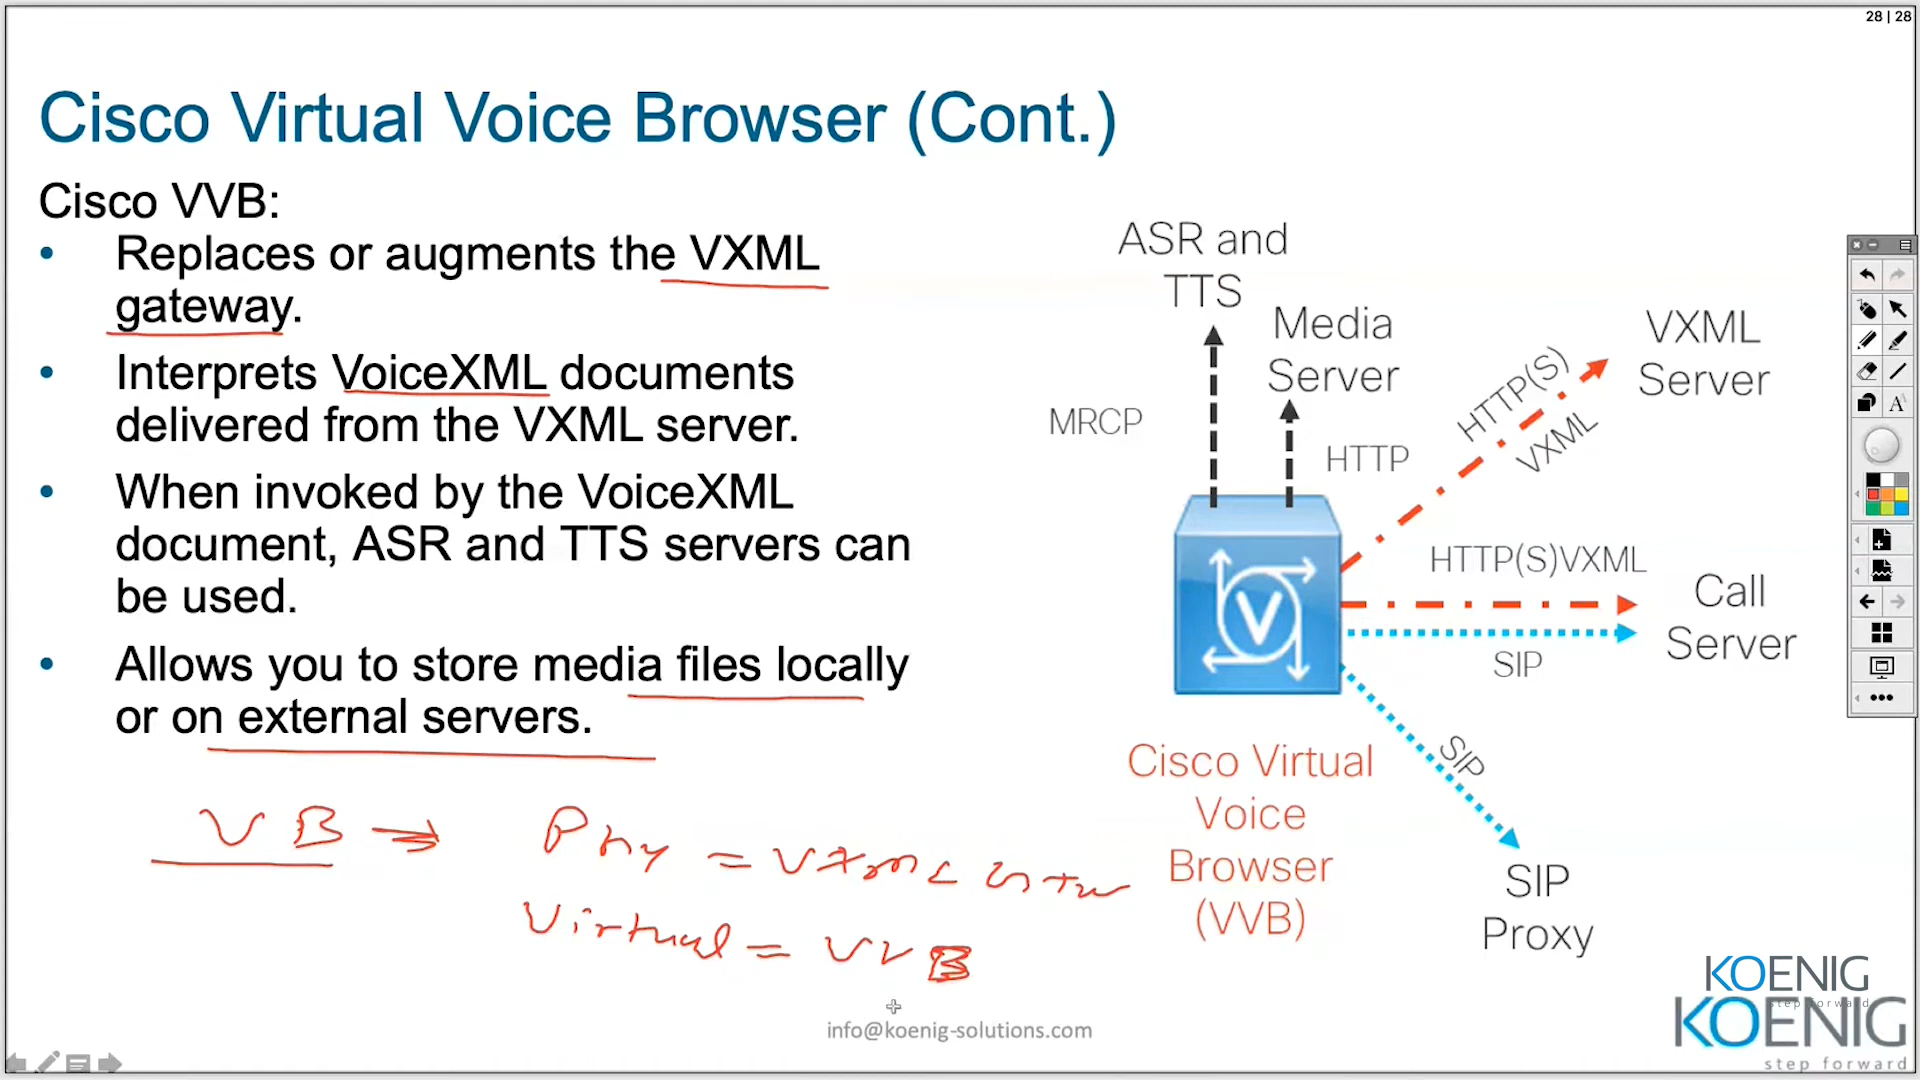 28 | 28
Cisco Virtual Voice Browser (Cont.)
Cisco VVB:
• Replaces or augments the VXML
gateway.
• Interprets VoiceXML documents
delivered from the VXML server.
• When invoked by the VoiceXML
document, ASR and TTS servers can
be used.
• Allows you to store media files locally
or on external servers.
VB → Phy = VXML GTW
Virtual = VVB
ASR and
TTS
Media
Server
VXML
Server
MRCP
HTTP
HTTP(S)
VXML
HTTP(S)VXML
Call
Server
SIP
SIP
SIP
Proxy
Cisco Virtual
Voice
Browser
(VVB)
V
A
info@koenig-solutions.com
KOENIG
step forward
KOENIG
step forward